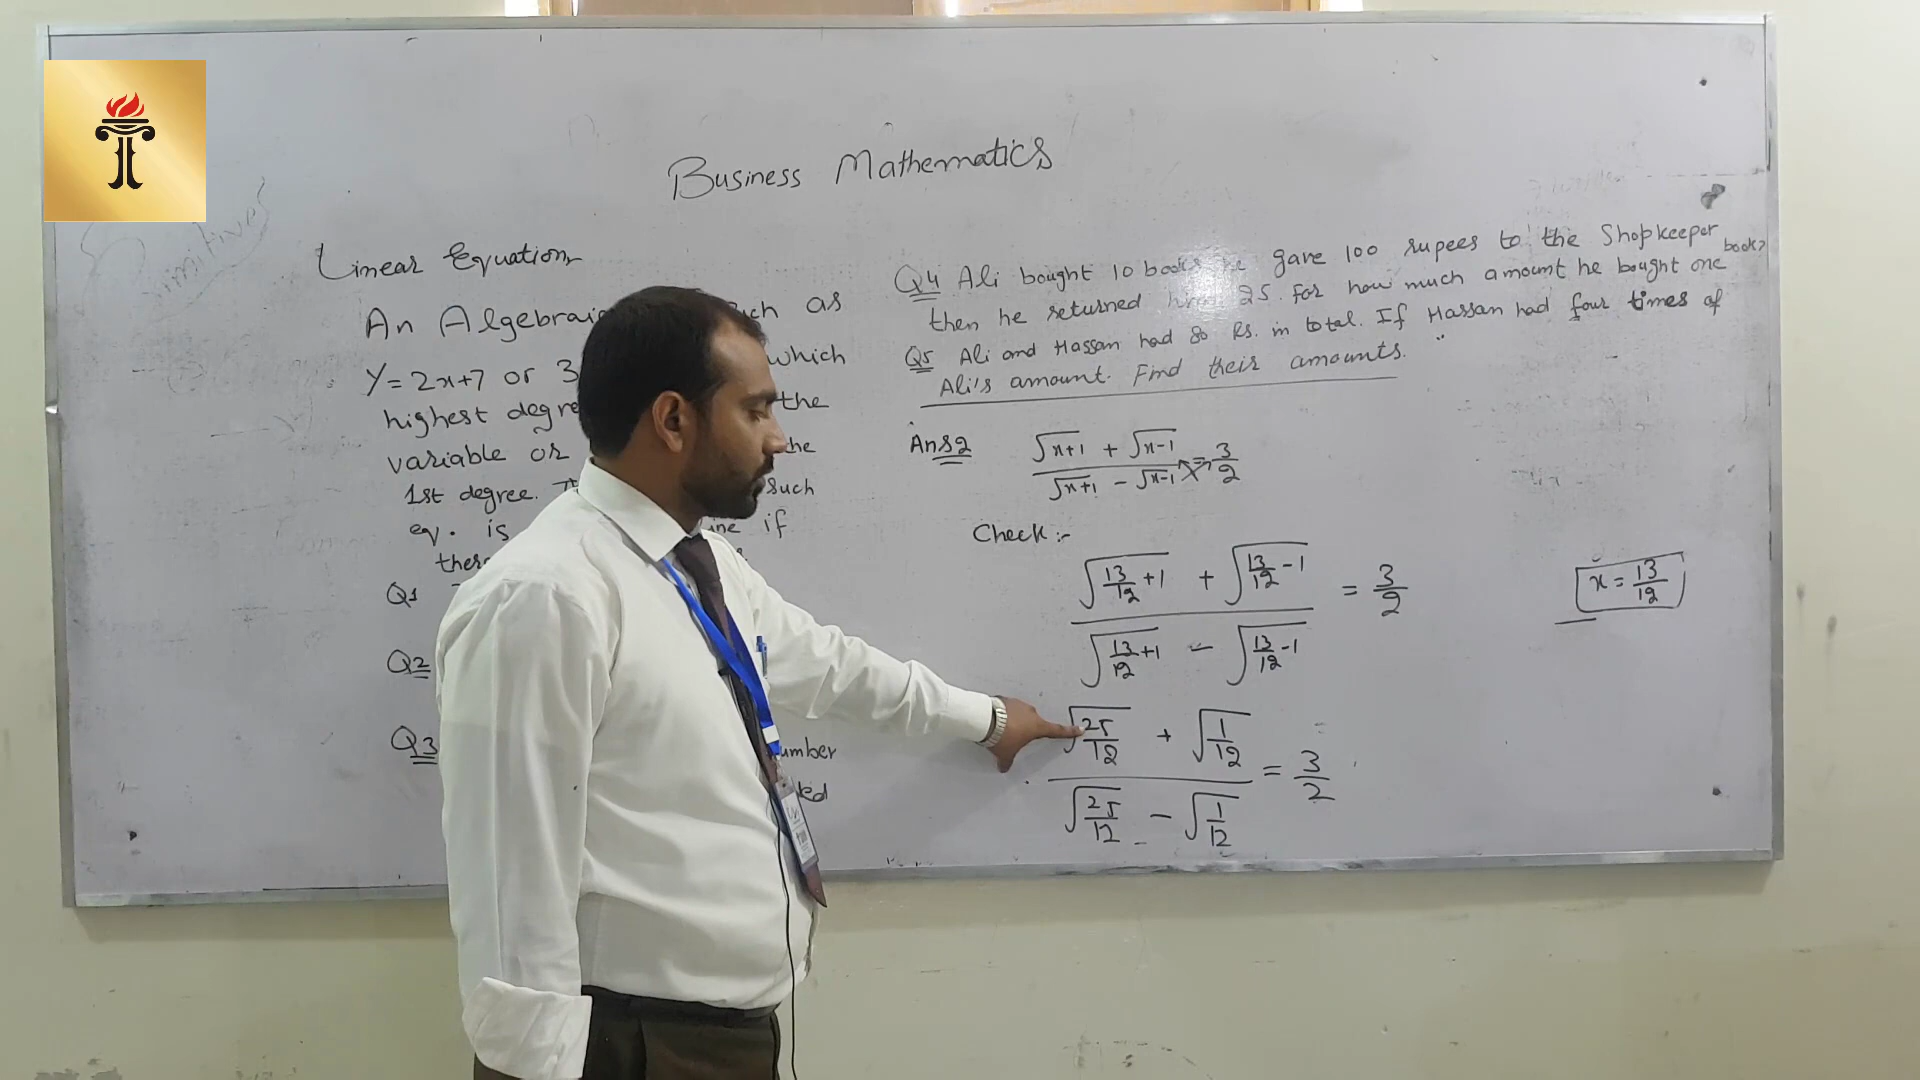 Business Mathematics
Linear Equation
An Algebraic such as
Y=2x+7 or 3 which
highest degre the
variable or the
1st degree. such
eq. is ine if
there
Q1
Q2
Q3 umber
ted
Q4 Ali bought 10 books he gave 100 rupees to the Shopkeeper
then he returned him 25. For how much amount he bought one book?
Q5 Ali and Hassan had 80 Rs. in total. If Hassan had four times of
Ali's amount. Find their amounts.
Ans2 (√x+1 + √x-1)/(√x+1 - √x-1) = 3/2
Check:-
(√13/12+1 + √13/12-1)/(√13/12+1 - √13/12-1) = 3/2
x = 13/12
(√25/12 + √1/12)/(√25/12 - √1/12) = 3/2